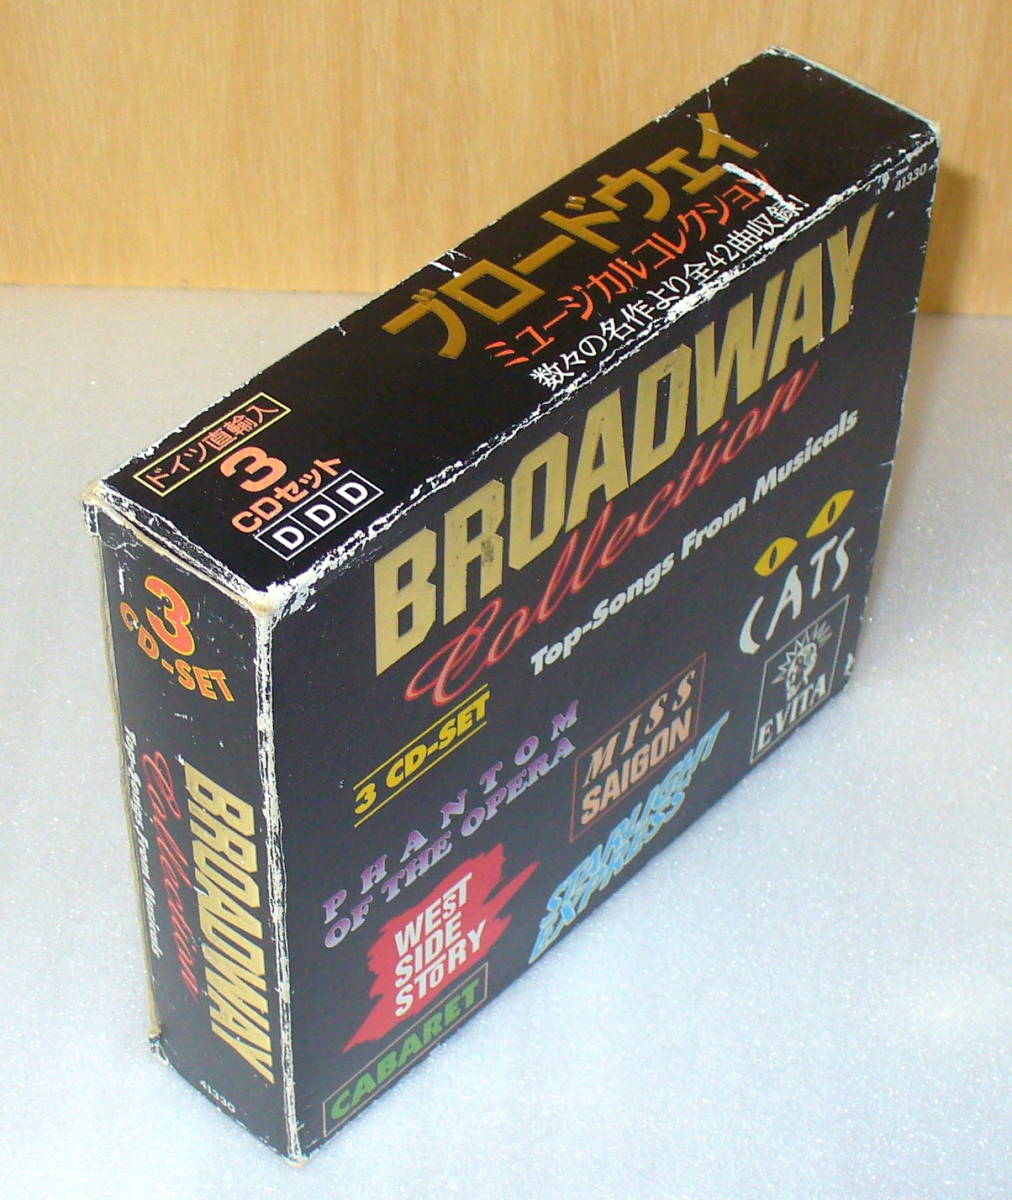 ブロードウェイ
ミュージカルコレクション
数々の名作より全42曲収録!
ドイツ直輸入
3
CDセット
DDD
41330
BROADWAY
Collection
Top-Songs From Musicals
3 CD-SET
CATS
EVITA
MISS
SAIGON
PHANTOM
OF THE OPERA
STARLIGHT
EXPRESS
WEST
SIDE
STORY
CABARET
3
CD-SET
BROADWAY
Collection
Top-Songs From Musicals
41330